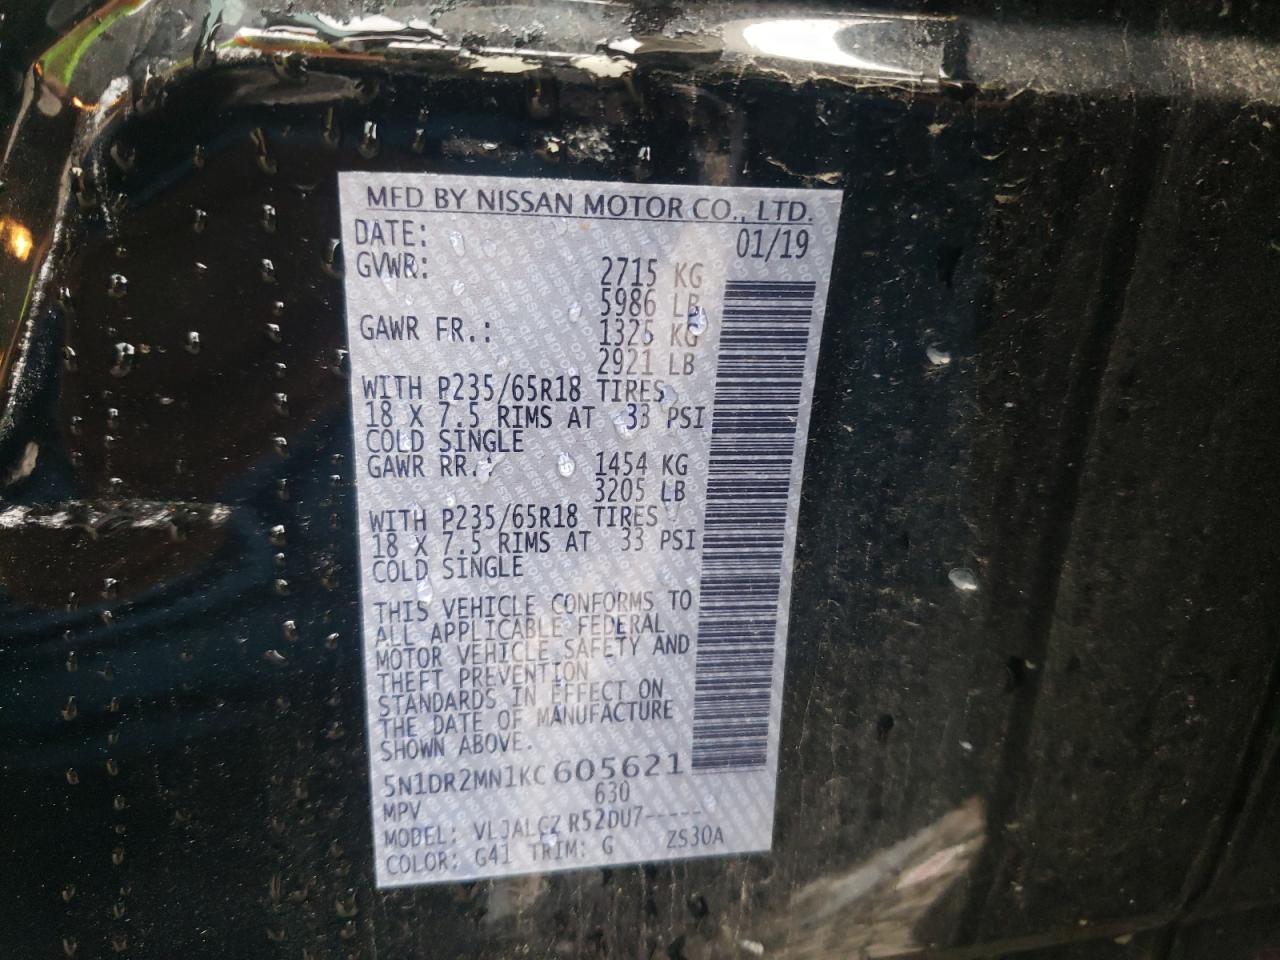 MFD BY NISSAN MOTOR CO., LTD.
DATE: 01/19
GVWR: 2715 KG
5986 LB
GAWR FR.: 1325 KG
2921 LB
WITH P235/65R18 TIRES
18 X 7.5 RIMS AT 33 PSI
COLD SINGLE
GAWR RR.: 1454 KG
3205 LB
WITH P235/65R18 TIRES
18 X 7.5 RIMS AT 33 PSI
COLD SINGLE
THIS VEHICLE CONFORMS TO
ALL APPLICABLE FEDERAL
MOTOR VEHICLE SAFETY AND
THEFT PREVENTION
STANDARDS IN EFFECT ON
THE DATE OF MANUFACTURE
SHOWN ABOVE.
5N1DR2MN1KC605621
MPV 630
MODEL: R52DU7-----
COLOR: G41 TRIM: G ZS30A